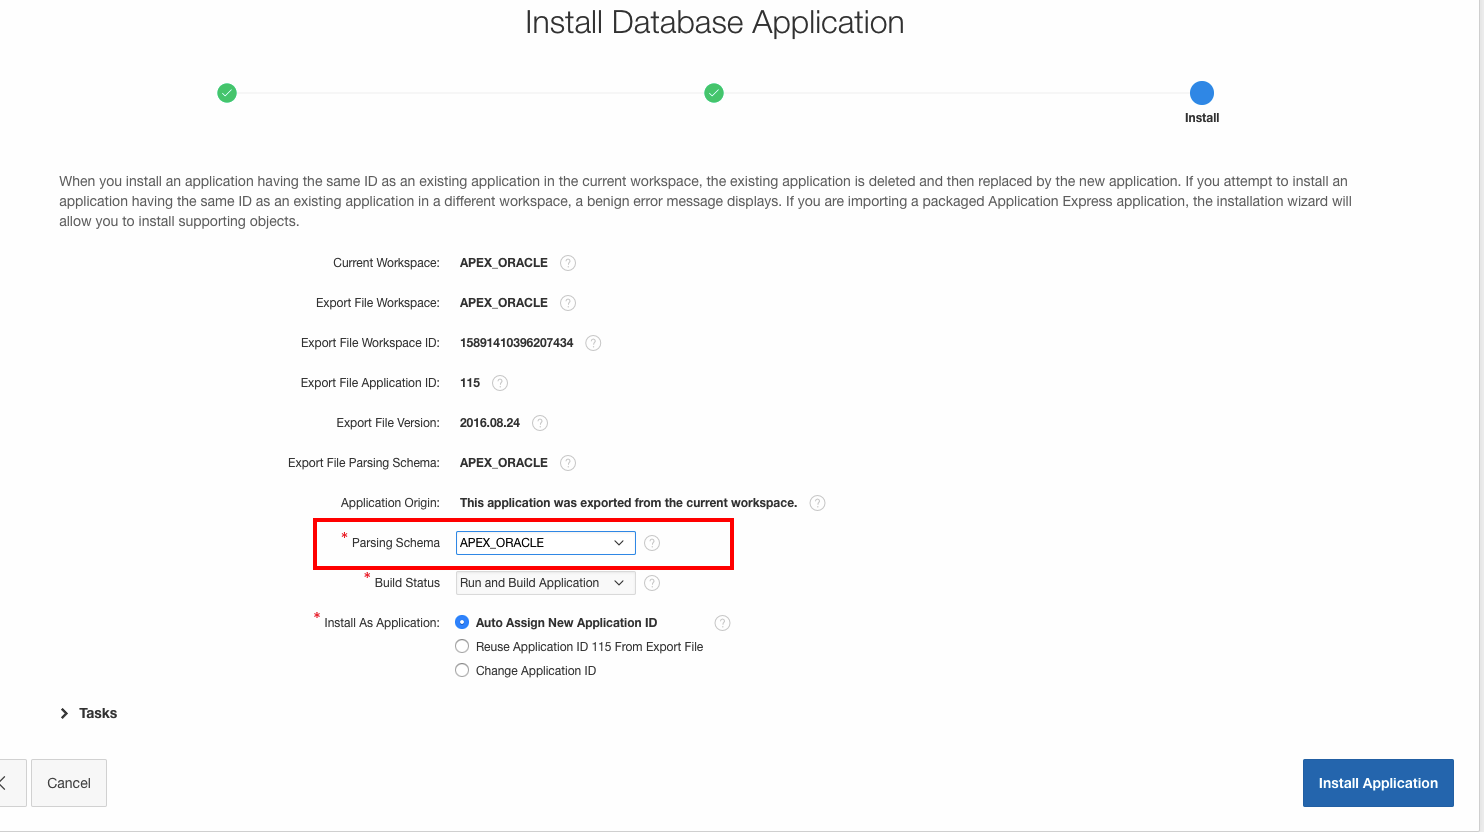 Install Database Application
Install
When you install an application having the same ID as an existing application in the current workspace, the existing application is deleted and then replaced by the new application. If you attempt to install an
application having the same ID as an existing application in a different workspace, a benign error message displays. If you are importing a packaged Application Express application, the installation wizard will
allow you to install supporting objects.
Current Workspace: APEX_ORACLE ?
Export File Workspace: APEX_ORACLE ?
Export File Workspace ID: 15891410396207434 ?
Export File Application ID: 115 ?
Export File Version: 2016.08.24 ?
Export File Parsing Schema: APEX_ORACLE ?
Application Origin: This application was exported from the current workspace. ?
* Parsing Schema APEX_ORACLE ?
* Build Status Run and Build Application ?
* Install As Application: Auto Assign New Application ID ?
Reuse Application ID 115 From Export File
Change Application ID
Tasks
Cancel Install Application